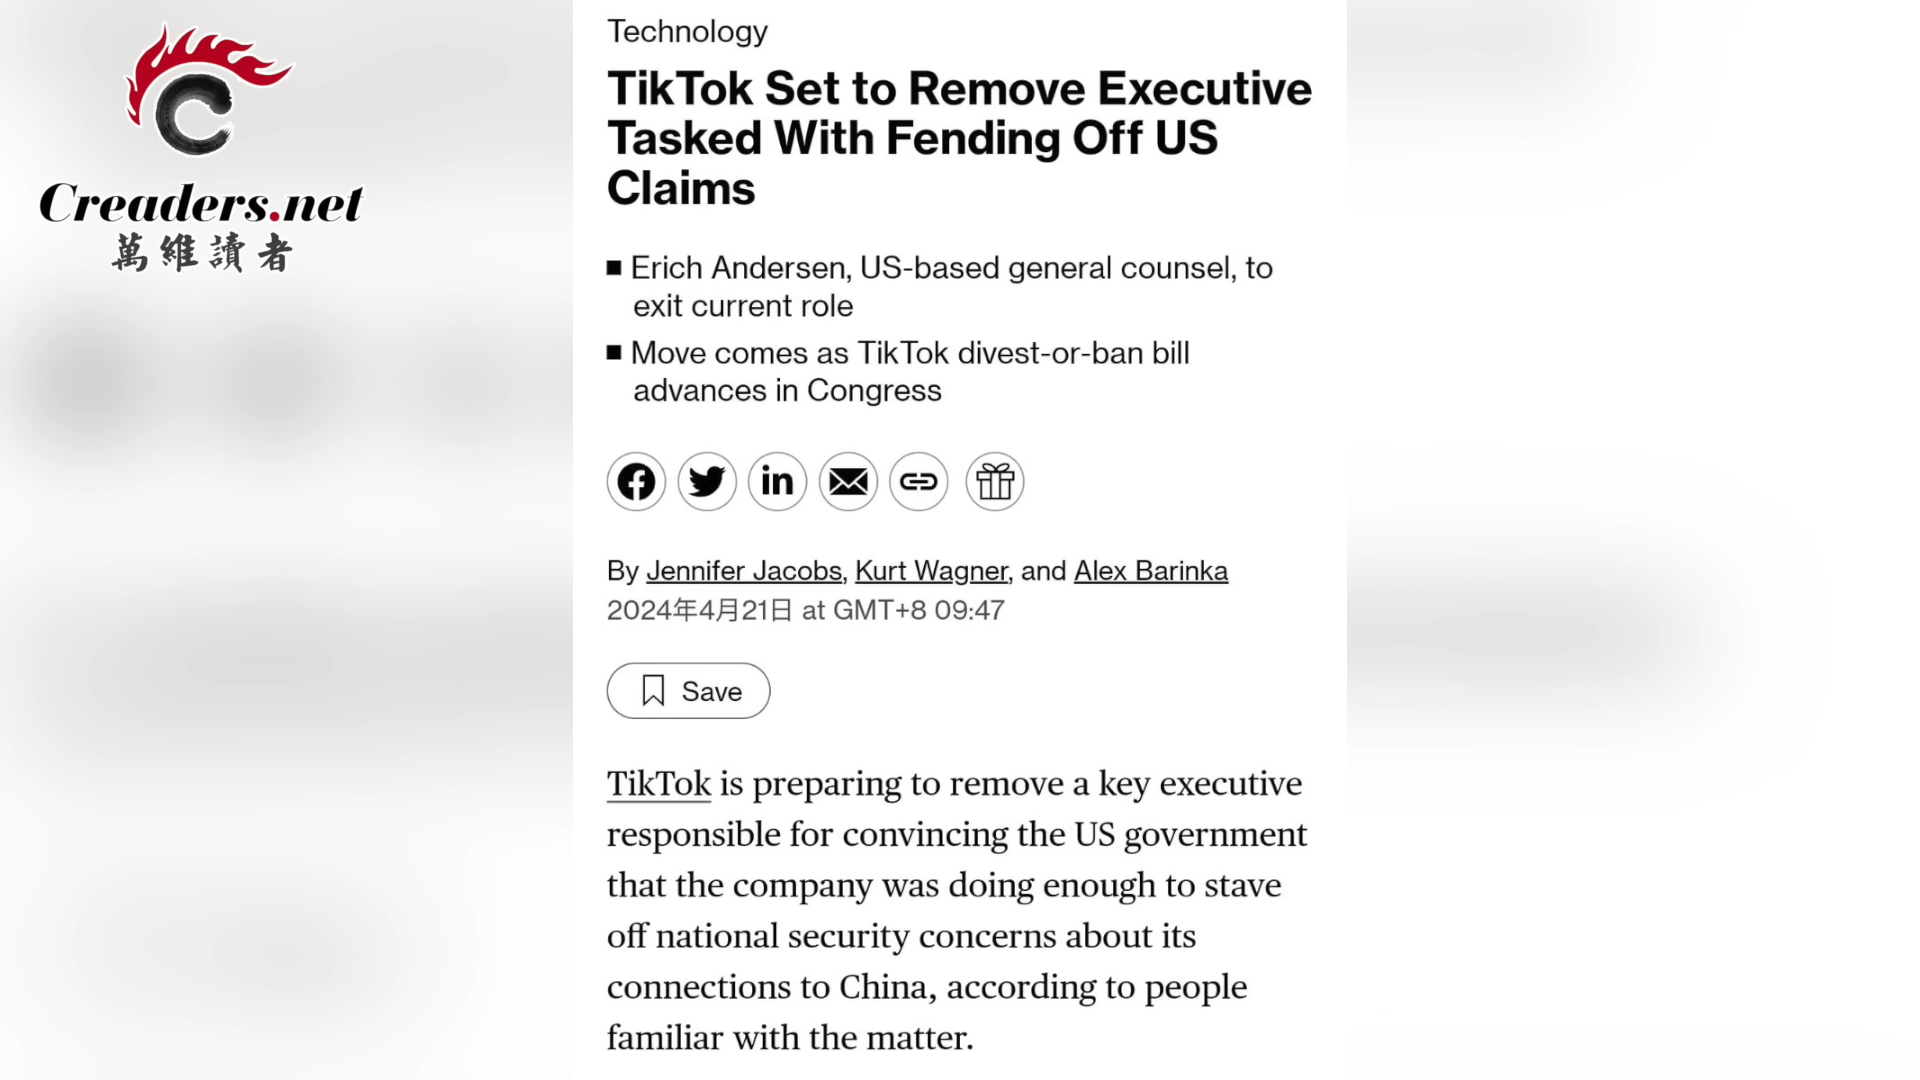 Creaders.net
萬維讀者
Technology
TikTok Set to Remove Executive
Tasked With Fending Off US
Claims
■ Erich Andersen, US-based general counsel, to
exit current role
■ Move comes as TikTok divest-or-ban bill
advances in Congress
By Jennifer Jacobs, Kurt Wagner, and Alex Barinka
2024年4月21日 at GMT+8 09:47
Save
TikTok is preparing to remove a key executive
responsible for convincing the US government
that the company was doing enough to stave
off national security concerns about its
connections to China, according to people
familiar with the matter.